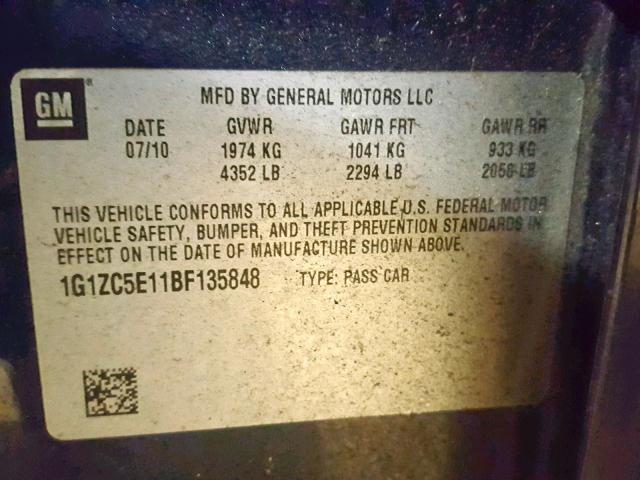 GM®
MFD BY GENERAL MOTORS LLC
DATE GVWR GAWR FRT GAWR RR
07/10 1974 KG 1041 KG 933 KG
4352 LB 2294 LB 2056 LB
THIS VEHICLE CONFORMS TO ALL APPLICABLE U.S. FEDERAL MOTOR
VEHICLE SAFETY, BUMPER, AND THEFT PREVENTION STANDARDS IN
EFFECT ON THE DATE OF MANUFACTURE SHOWN ABOVE.
1G1ZC5E11BF135848 TYPE: PASS CAR